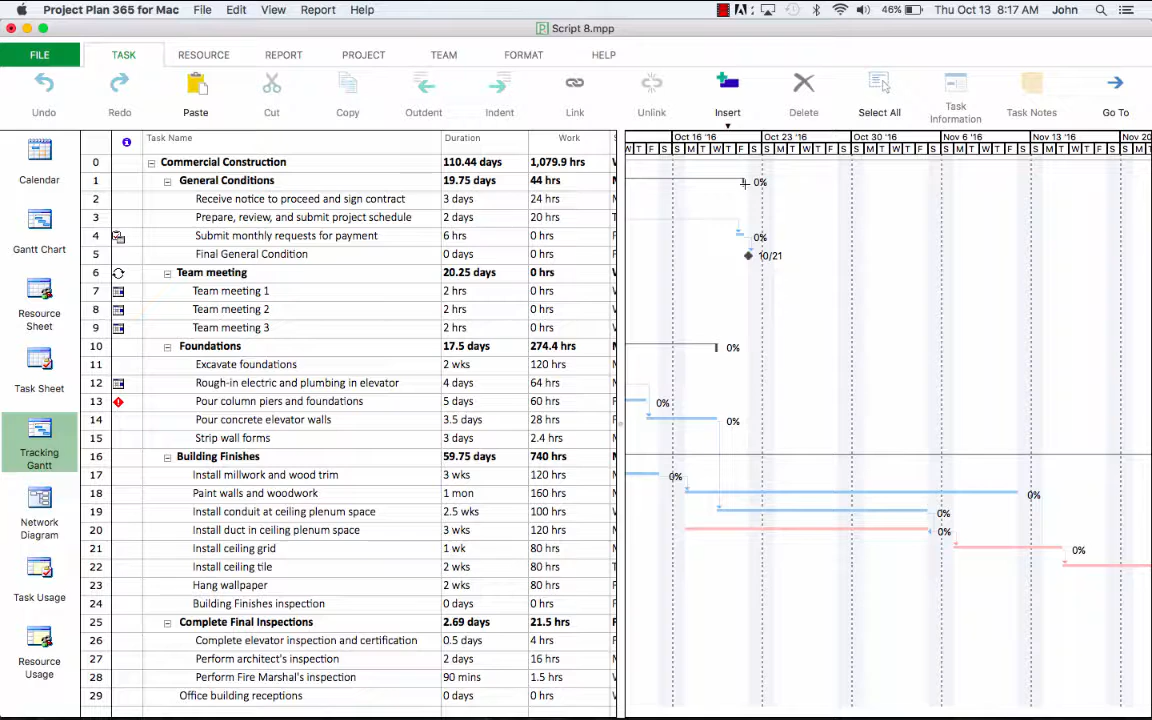 Project Plan 365 for Mac File Edit View Report Help 46% Thu Oct 13 8:17 AM John
Script 8.mpp
FILE TASK RESOURCE REPORT PROJECT TEAM FORMAT HELP
Undo Redo Paste Cut Copy Outdent Indent Link Unlink Insert Delete Select All Task Information Task Notes Go To
Calendar
Gantt Chart
Resource Sheet
Task Sheet
Tracking Gantt
Network Diagram
Task Usage
Resource Usage
Task Name Duration Work
0 Commercial Construction 110.44 days 1,079.9 hrs
1 General Conditions 19.75 days 44 hrs
2 Receive notice to proceed and sign contract 3 days 24 hrs
3 Prepare, review, and submit project schedule 2 days 20 hrs
4 Submit monthly requests for payment 6 hrs 0 hrs
5 Final General Condition 0 days 0 hrs
6 Team meeting 20.25 days 0 hrs
7 Team meeting 1 2 hrs 0 hrs
8 Team meeting 2 2 hrs 0 hrs
9 Team meeting 3 2 hrs 0 hrs
10 Foundations 17.5 days 274.4 hrs
11 Excavate foundations 2 wks 120 hrs
12 Rough-in electric and plumbing in elevator 4 days 64 hrs
13 Pour column piers and foundations 5 days 60 hrs
14 Pour concrete elevator walls 3.5 days 28 hrs
15 Strip wall forms 3 days 2.4 hrs
16 Building Finishes 59.75 days 740 hrs
17 Install millwork and wood trim 3 wks 120 hrs
18 Paint walls and woodwork 1 mon 160 hrs
19 Install conduit at ceiling plenum space 2.5 wks 100 hrs
20 Install duct in ceiling plenum space 3 wks 120 hrs
21 Install ceiling grid 1 wk 80 hrs
22 Install ceiling tile 2 wks 80 hrs
23 Hang wallpaper 2 wks 80 hrs
24 Building Finishes inspection 0 days 0 hrs
25 Complete Final Inspections 2.69 days 21.5 hrs
26 Complete elevator inspection and certification 0.5 days 4 hrs
27 Perform architect's inspection 2 days 16 hrs
28 Perform Fire Marshal's inspection 90 mins 1.5 hrs
29 Office building receptions 0 days 0 hrs
Oct 16 '16 Oct 23 '16 Oct 30 '16 Nov 6 '16 Nov 13 '16 Nov 20
T F S S M T W T F S S M T W T F S S M T W T F S S M T W T F S S M T W T F S S M T
0%
0%
10/21
0%
0%
0%
0%
0%
0%
0%
0%